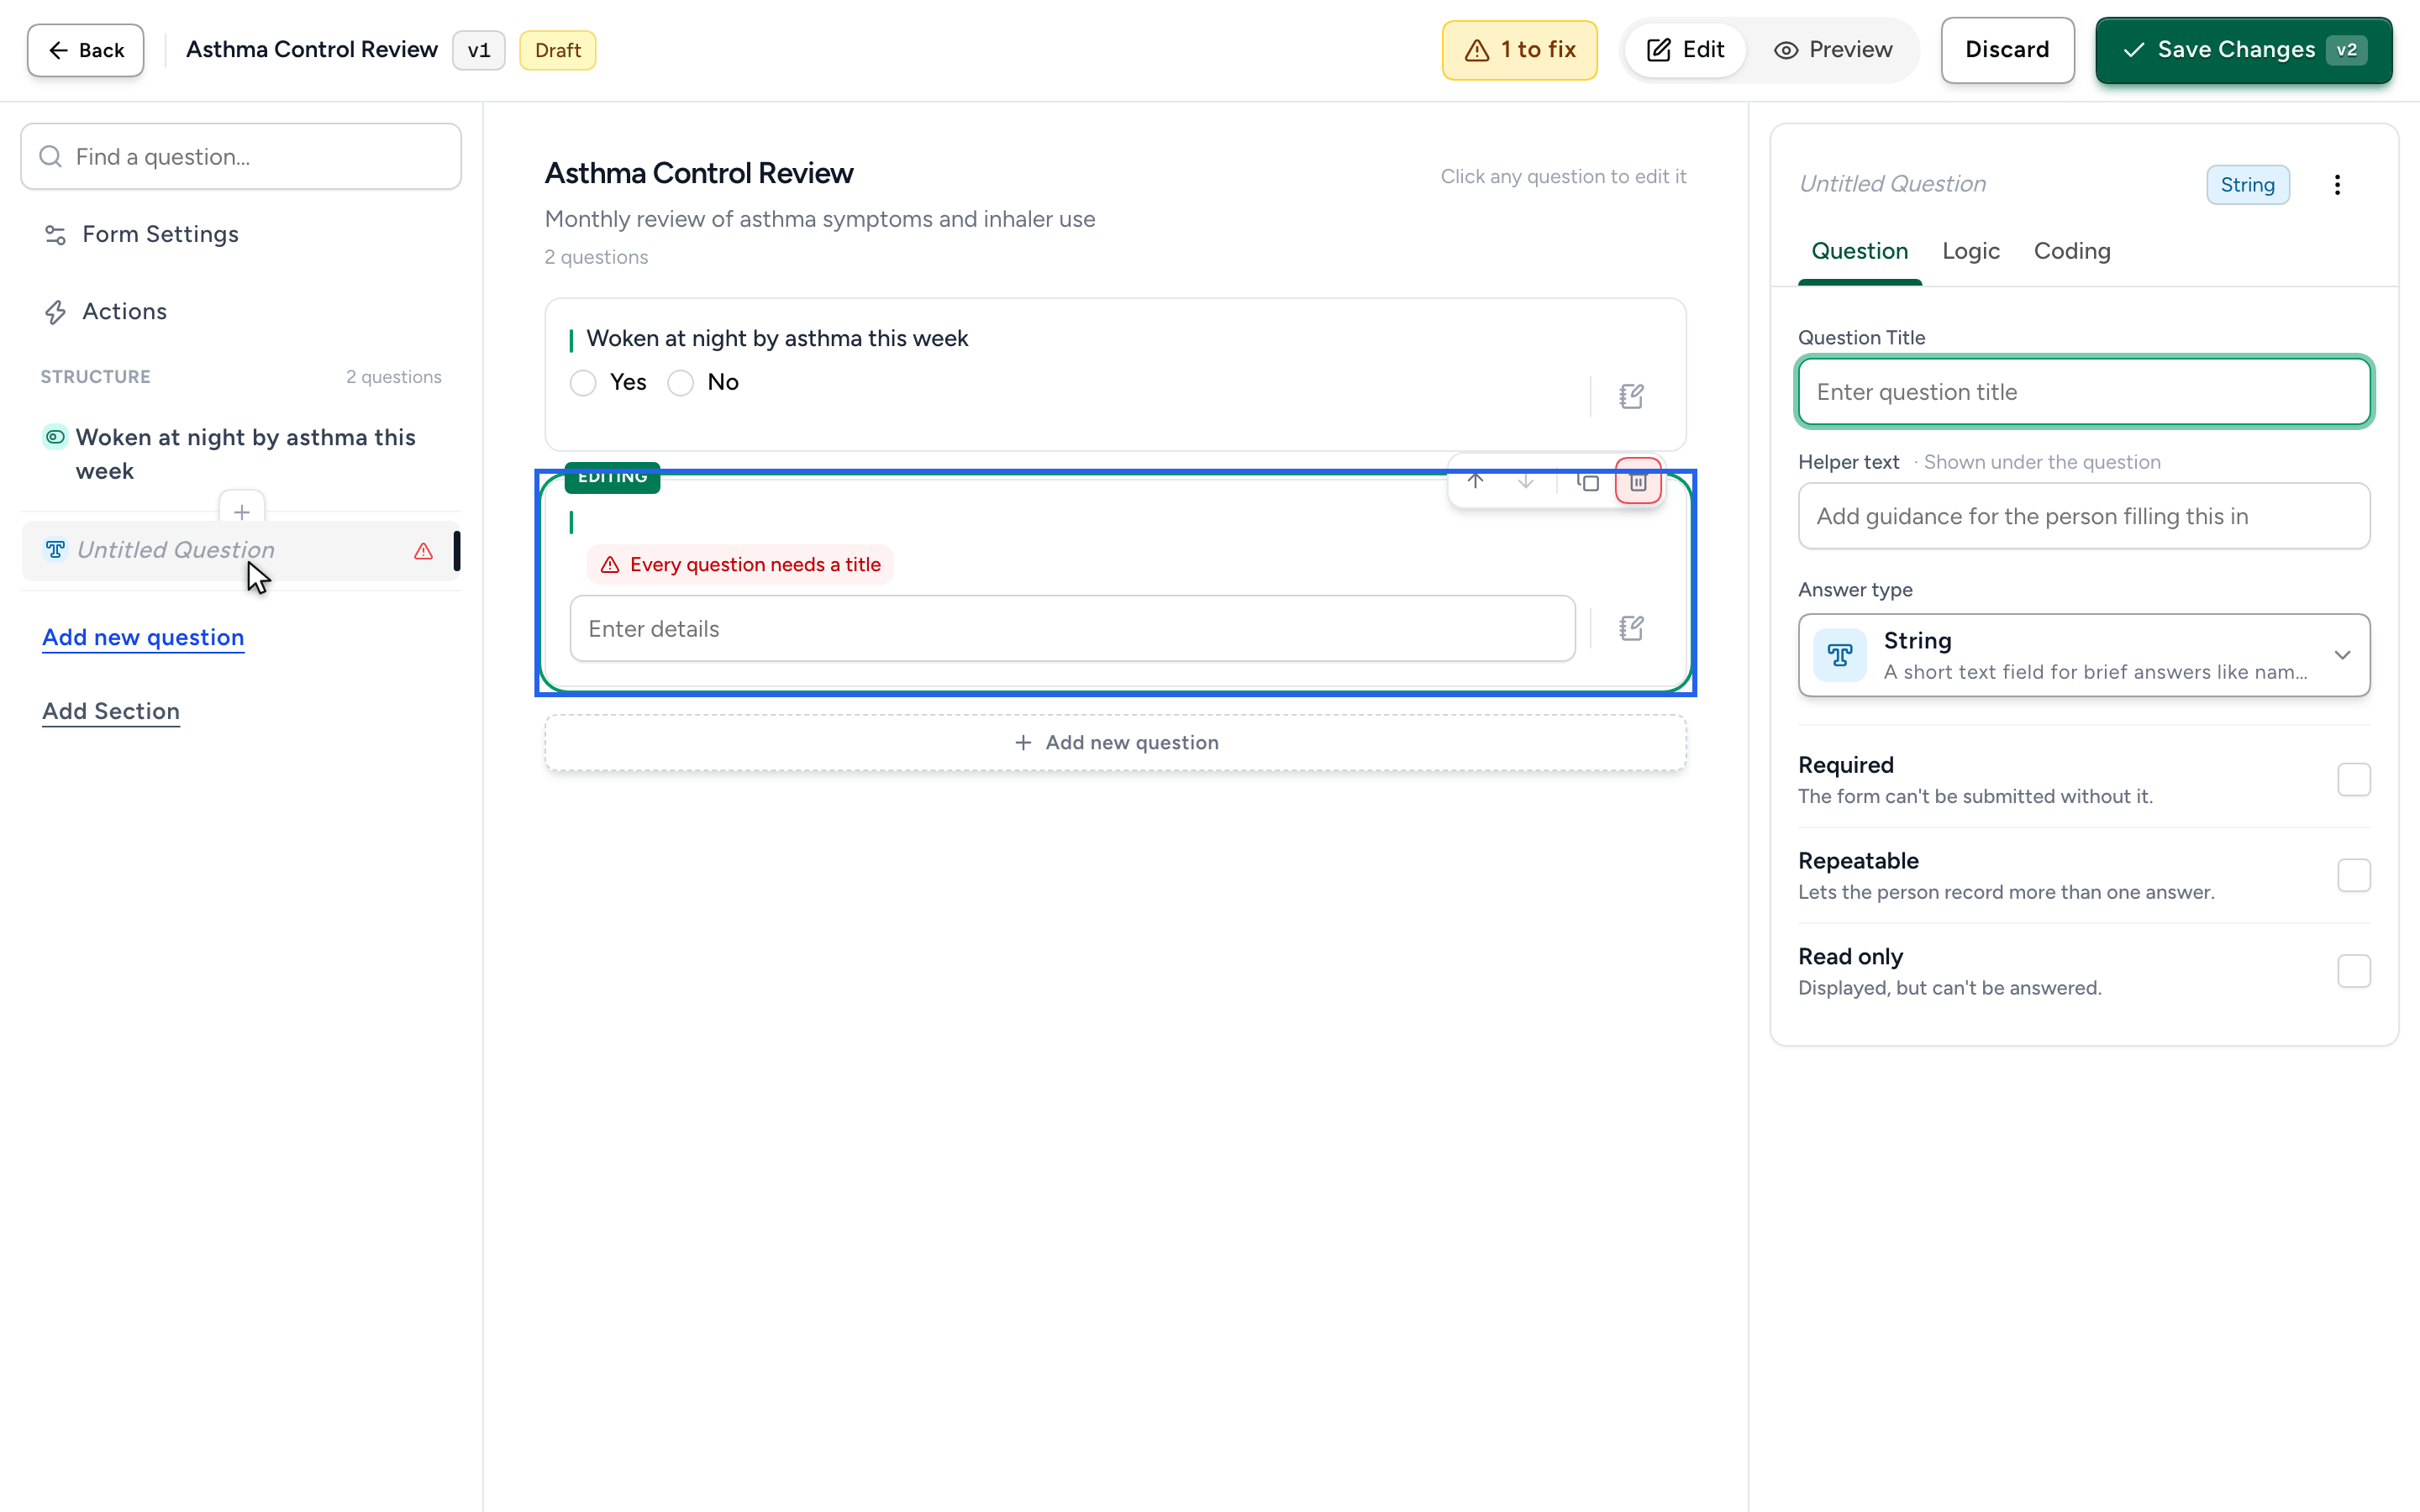 Back
Asthma Control Review
v1
Draft
1 to fix
Edit
Preview
Discard
Save Changes
v2
Find a question...
Form Settings
Actions
STRUCTURE
2 questions
Woken at night by asthma this
week
Untitled Question
Add new question
Add Section
Asthma Control Review
Click any question to edit it
Monthly review of asthma symptoms and inhaler use
2 questions
Woken at night by asthma this week
Yes
No
EDITING
Every question needs a title
Enter details
Add new question
Untitled Question
String
Question
Logic
Coding
Question Title
Enter question title
Helper text · Shown under the question
Add guidance for the person filling this in
Answer type
String
A short text field for brief answers like nam...
Required
The form can't be submitted without it.
Repeatable
Lets the person record more than one answer.
Read only
Displayed, but can't be answered.